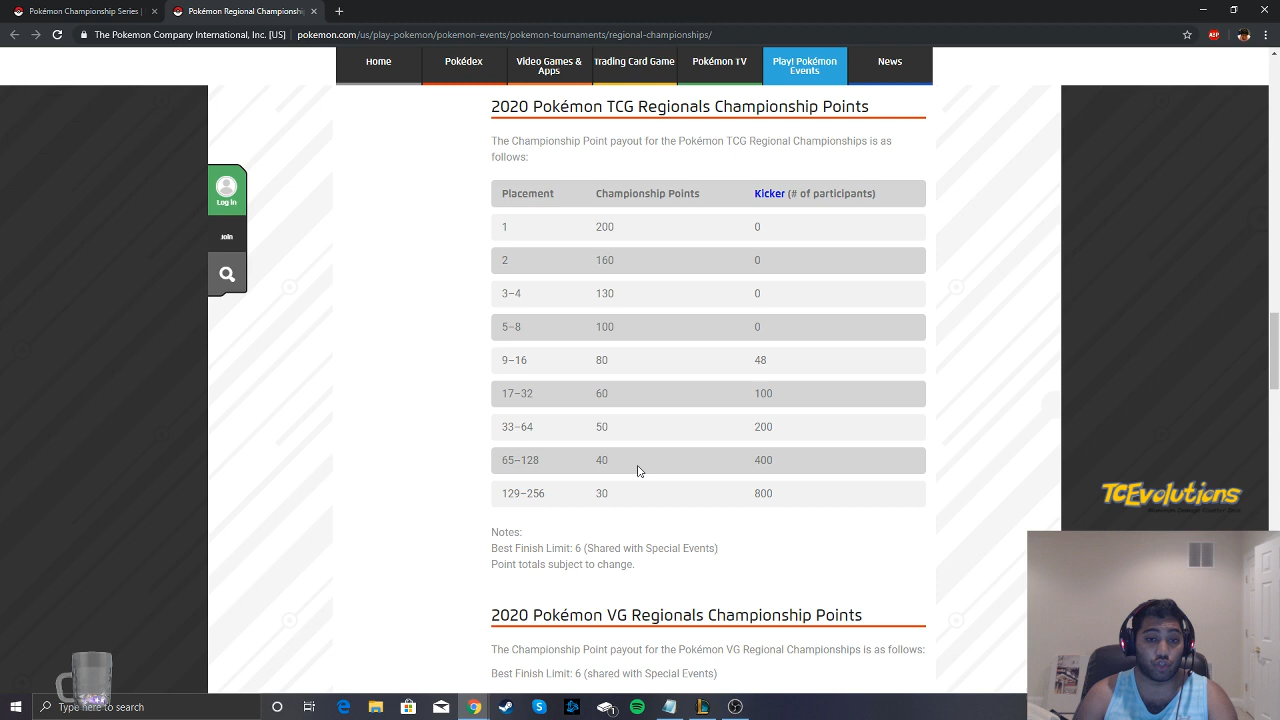 Pokémon Championship Series |
Pokémon Regional Championship
The Pokemon Company International, Inc. [US]
pokemon.com/us/play-pokemon/pokemon-events/pokemon-tournaments/regional-championships/
ABP
Home
Pokédex
Video Games &
Apps
Trading Card Game
Pokémon TV
Play! Pokémon
Events
News
Log In
Join
2020 Pokémon TCG Regionals Championship Points
The Championship Point payout for the Pokémon TCG Regional Championships is as
follows:
Placement Championship Points Kicker (# of participants)
1 200 0
2 160 0
3–4 130 0
5–8 100 0
9–16 80 48
17–32 60 100
33–64 50 200
65–128 40 400
129–256 30 800
Notes:
Best Finish Limit: 6 (Shared with Special Events)
Point totals subject to change.
2020 Pokémon VG Regionals Championship Points
The Championship Point payout for the Pokémon VG Regional Championships is as follows:
Best Finish Limit: 6 (shared with Special Events)
TCEvolutions
Type here to search
1